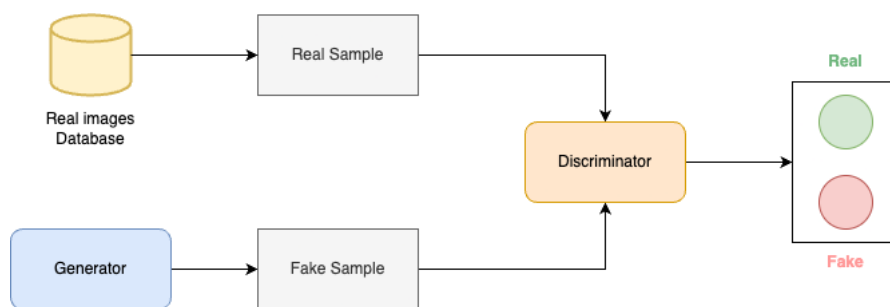 Real images
Database
Real Sample
Discriminator
Real
Fake
Generator
Fake Sample